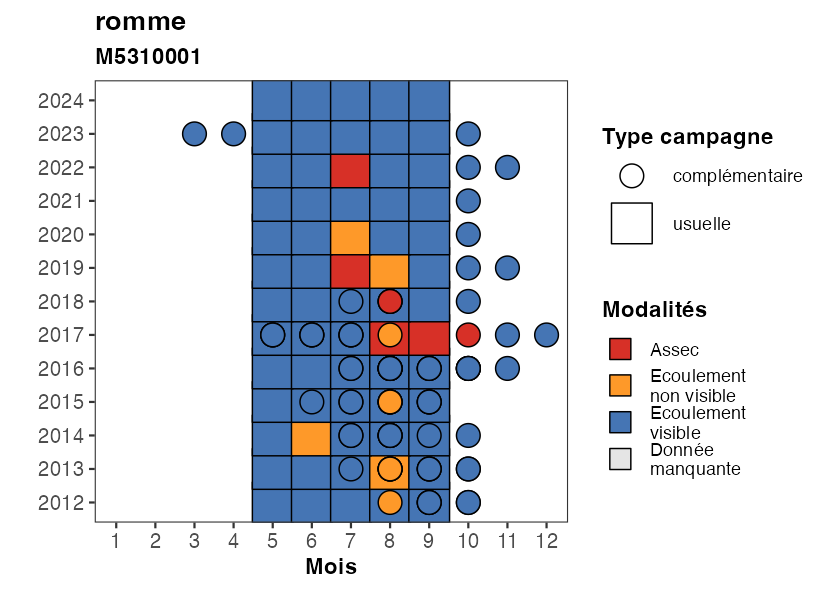 romme
M5310001
2024
2023
2022
2021
2020
2019
2018
2017
2016
2015
2014
2013
2012
1 2 3 4 5 6 7 8 9 10 11 12
Mois
Type campagne
complémentaire
usuelle
Modalités
Assec
Ecoulement
non visible
Ecoulement
visible
Donnée
manquante